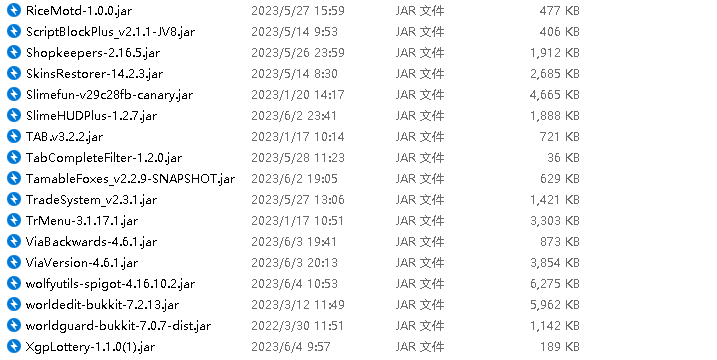 RiceMotd-1.0.0.jar 2023/5/27 15:59 JAR 文件 477 KB
ScriptBlockPlus_v2.1.1-JV8.jar 2023/5/14 9:53 JAR 文件 406 KB
Shopkeepers-2.16.5.jar 2023/5/26 23:59 JAR 文件 1,912 KB
SkinsRestorer-14.2.3.jar 2023/5/14 8:30 JAR 文件 2,685 KB
Slimefun-v29c28fb-canary.jar 2023/1/20 14:17 JAR 文件 4,665 KB
SlimeHUDPlus-1.2.7.jar 2023/6/2 23:41 JAR 文件 1,888 KB
TAB.v3.2.2.jar 2023/1/17 10:14 JAR 文件 721 KB
TabCompleteFilter-1.2.0.jar 2023/5/28 11:23 JAR 文件 36 KB
TamableFoxes_v2.2.9-SNAPSHOT.jar 2023/6/2 19:05 JAR 文件 629 KB
TradeSystem_v2.3.1.jar 2023/5/27 13:06 JAR 文件 1,421 KB
TrMenu-3.1.17.1.jar 2023/1/17 10:51 JAR 文件 3,303 KB
ViaBackwards-4.6.1.jar 2023/6/3 19:41 JAR 文件 873 KB
ViaVersion-4.6.1.jar 2023/6/3 20:13 JAR 文件 3,854 KB
wolfyutils-spigot-4.16.10.2.jar 2023/6/4 10:53 JAR 文件 6,275 KB
worldedit-bukkit-7.2.13.jar 2023/3/12 11:49 JAR 文件 5,962 KB
worldguard-bukkit-7.0.7-dist.jar 2022/3/30 11:51 JAR 文件 1,142 KB
XgpLottery-1.1.0(1).jar 2023/6/4 9:57 JAR 文件 189 KB